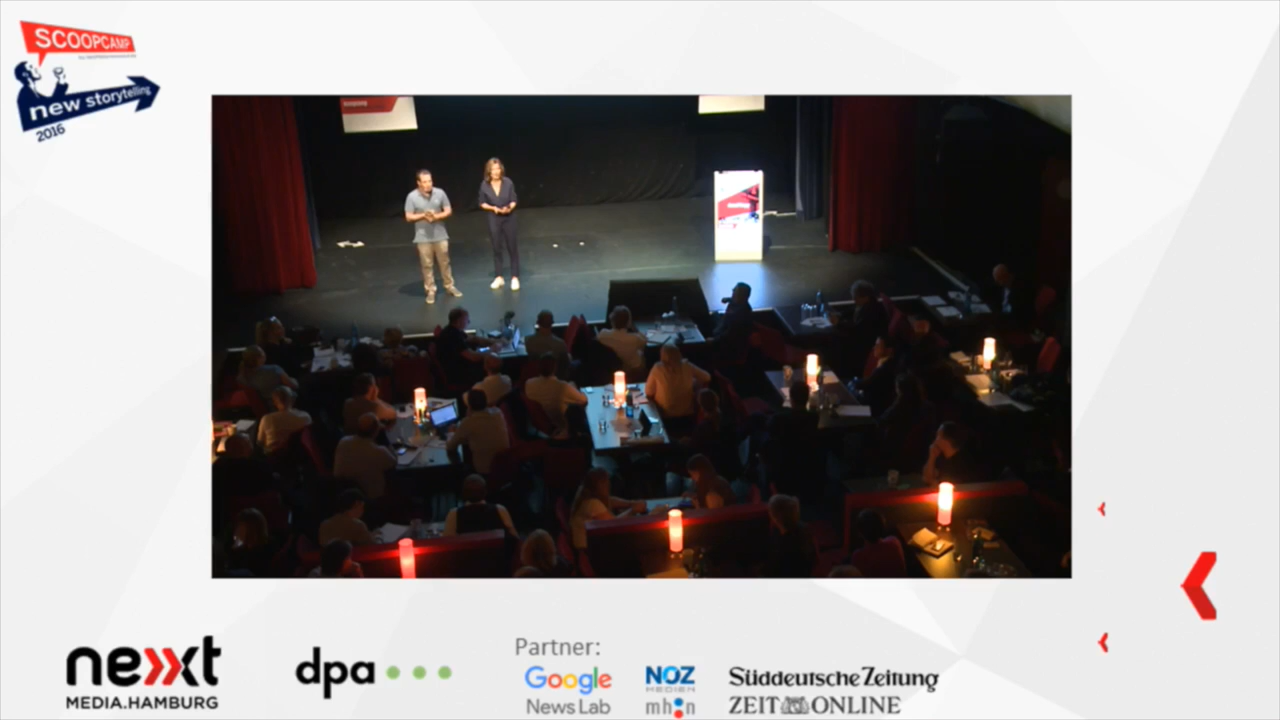 SCOOPCAMP
new storytelling
2016
nexxt
MEDIA.HAMBURG
dpa
Partner:
Google
News Lab
NOZ
MEDIEN
mh:n
Süddeutsche Zeitung
ZEIT ONLINE